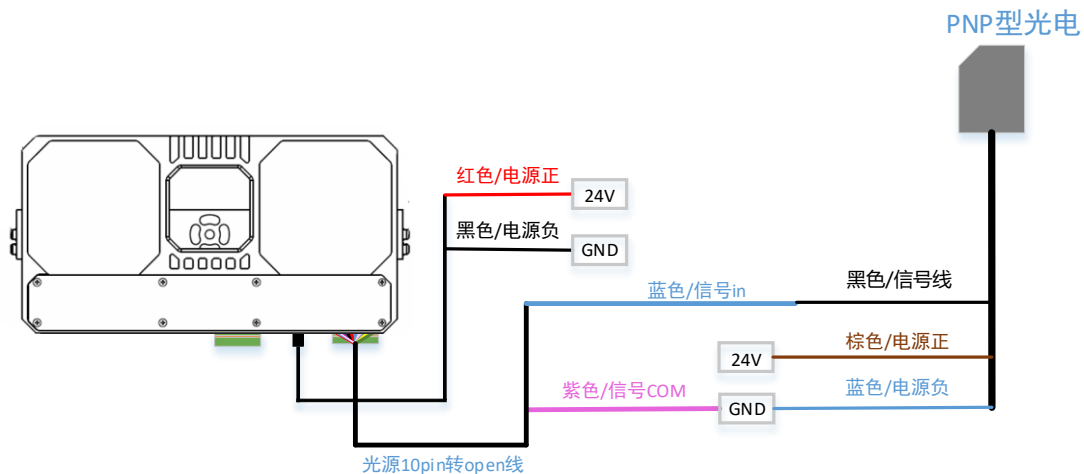 PNP型光电
红色/电源正
24V
黑色/电源负
GND
蓝色/信号in
黑色/信号线
棕色/电源正
24V
紫色/信号COM
GND
蓝色/电源负
光源10pin转open线